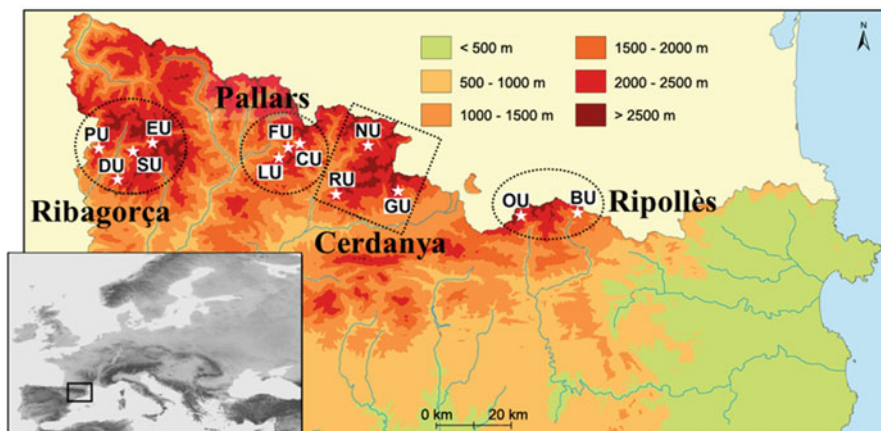 < 500 m
500 - 1000 m
1000 - 1500 m
1500 - 2000 m
2000 - 2500 m
> 2500 m
N
Pallars
PU
EU
DU
SU
Ribagorça
FU
CU
LU
NU
RU
GU
Cerdanya
OU
BU
Ripollès
0 km 20 km